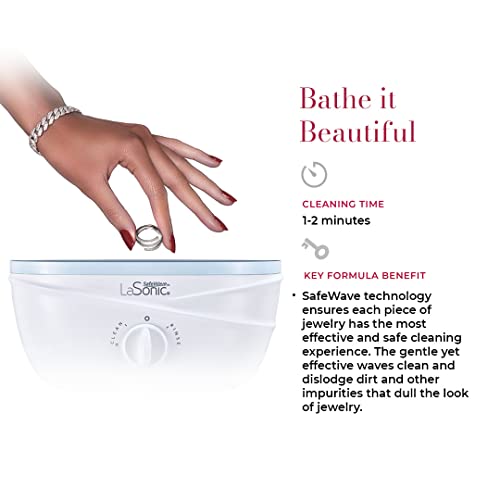 Bathe it
Beautiful
CLEANING TIME
1-2 minutes
KEY FORMULA BENEFIT
• SafeWave technology
ensures each piece of
jewelry has the most
effective and safe cleaning
experience. The gentle yet
effective waves clean and
dislodge dirt and other
impurities that dull the look
of jewelry.
SafeWave™
LaSonic®
CLEAN O RINSE